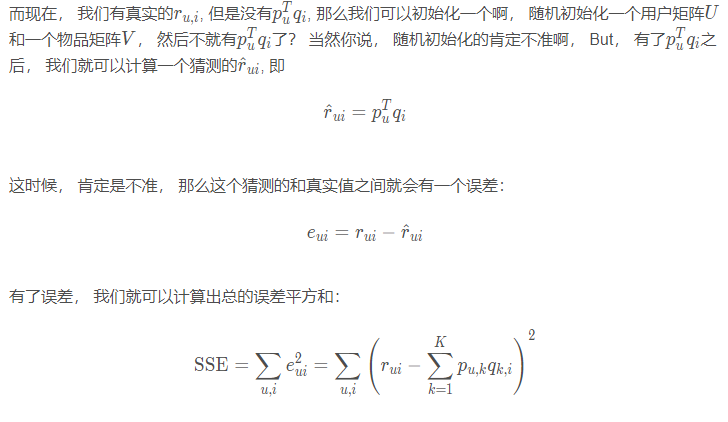 而现在， 我们有真实的$r_{u,i}$, 但是没有$p_u^T q_i$, 那么我们可以初始化一个啊， 随机初始化一个用户矩阵$U$
和一个物品矩阵$V$， 然后不就有$p_u^T q_i$了？ 当然你说， 随机初始化的肯定不准啊， But， 有了$p_u^T q_i$之
后， 我们就可以计算一个猜测的$\hat{r}_{ui}$, 即
$\hat{r}_{ui} = p_u^T q_i$
这时候， 肯定是不准， 那么这个猜测的和真实值之间就会有一个误差：
$e_{ui} = r_{ui} - \hat{r}_{ui}$
有了误差， 我们就可以计算出总的误差平方和：
$\mathrm{SSE} = \sum_{u,i} e_{ui}^2 = \sum_{u,i} \left( r_{ui} - \sum_{k=1}^{K} p_{u,k} q_{k,i} \right)^2$